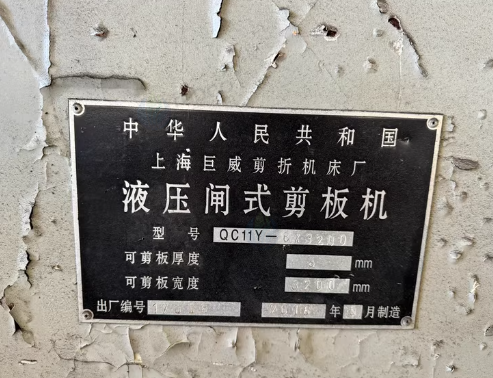 中华人民共和国
上海巨威剪折机床厂
液压闸式剪板机
型号 QC11Y-6X3200
可剪板厚度 mm
可剪板宽度 3200 mm
出厂编号 年 月制造